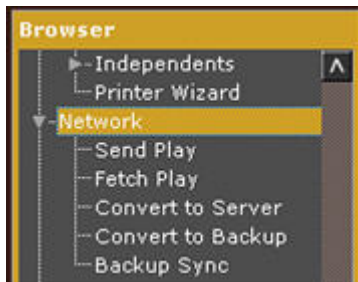 Browser
Independents
Printer Wizard
Network
Send Play
Fetch Play
Convert to Server
Convert to Backup
Backup Sync